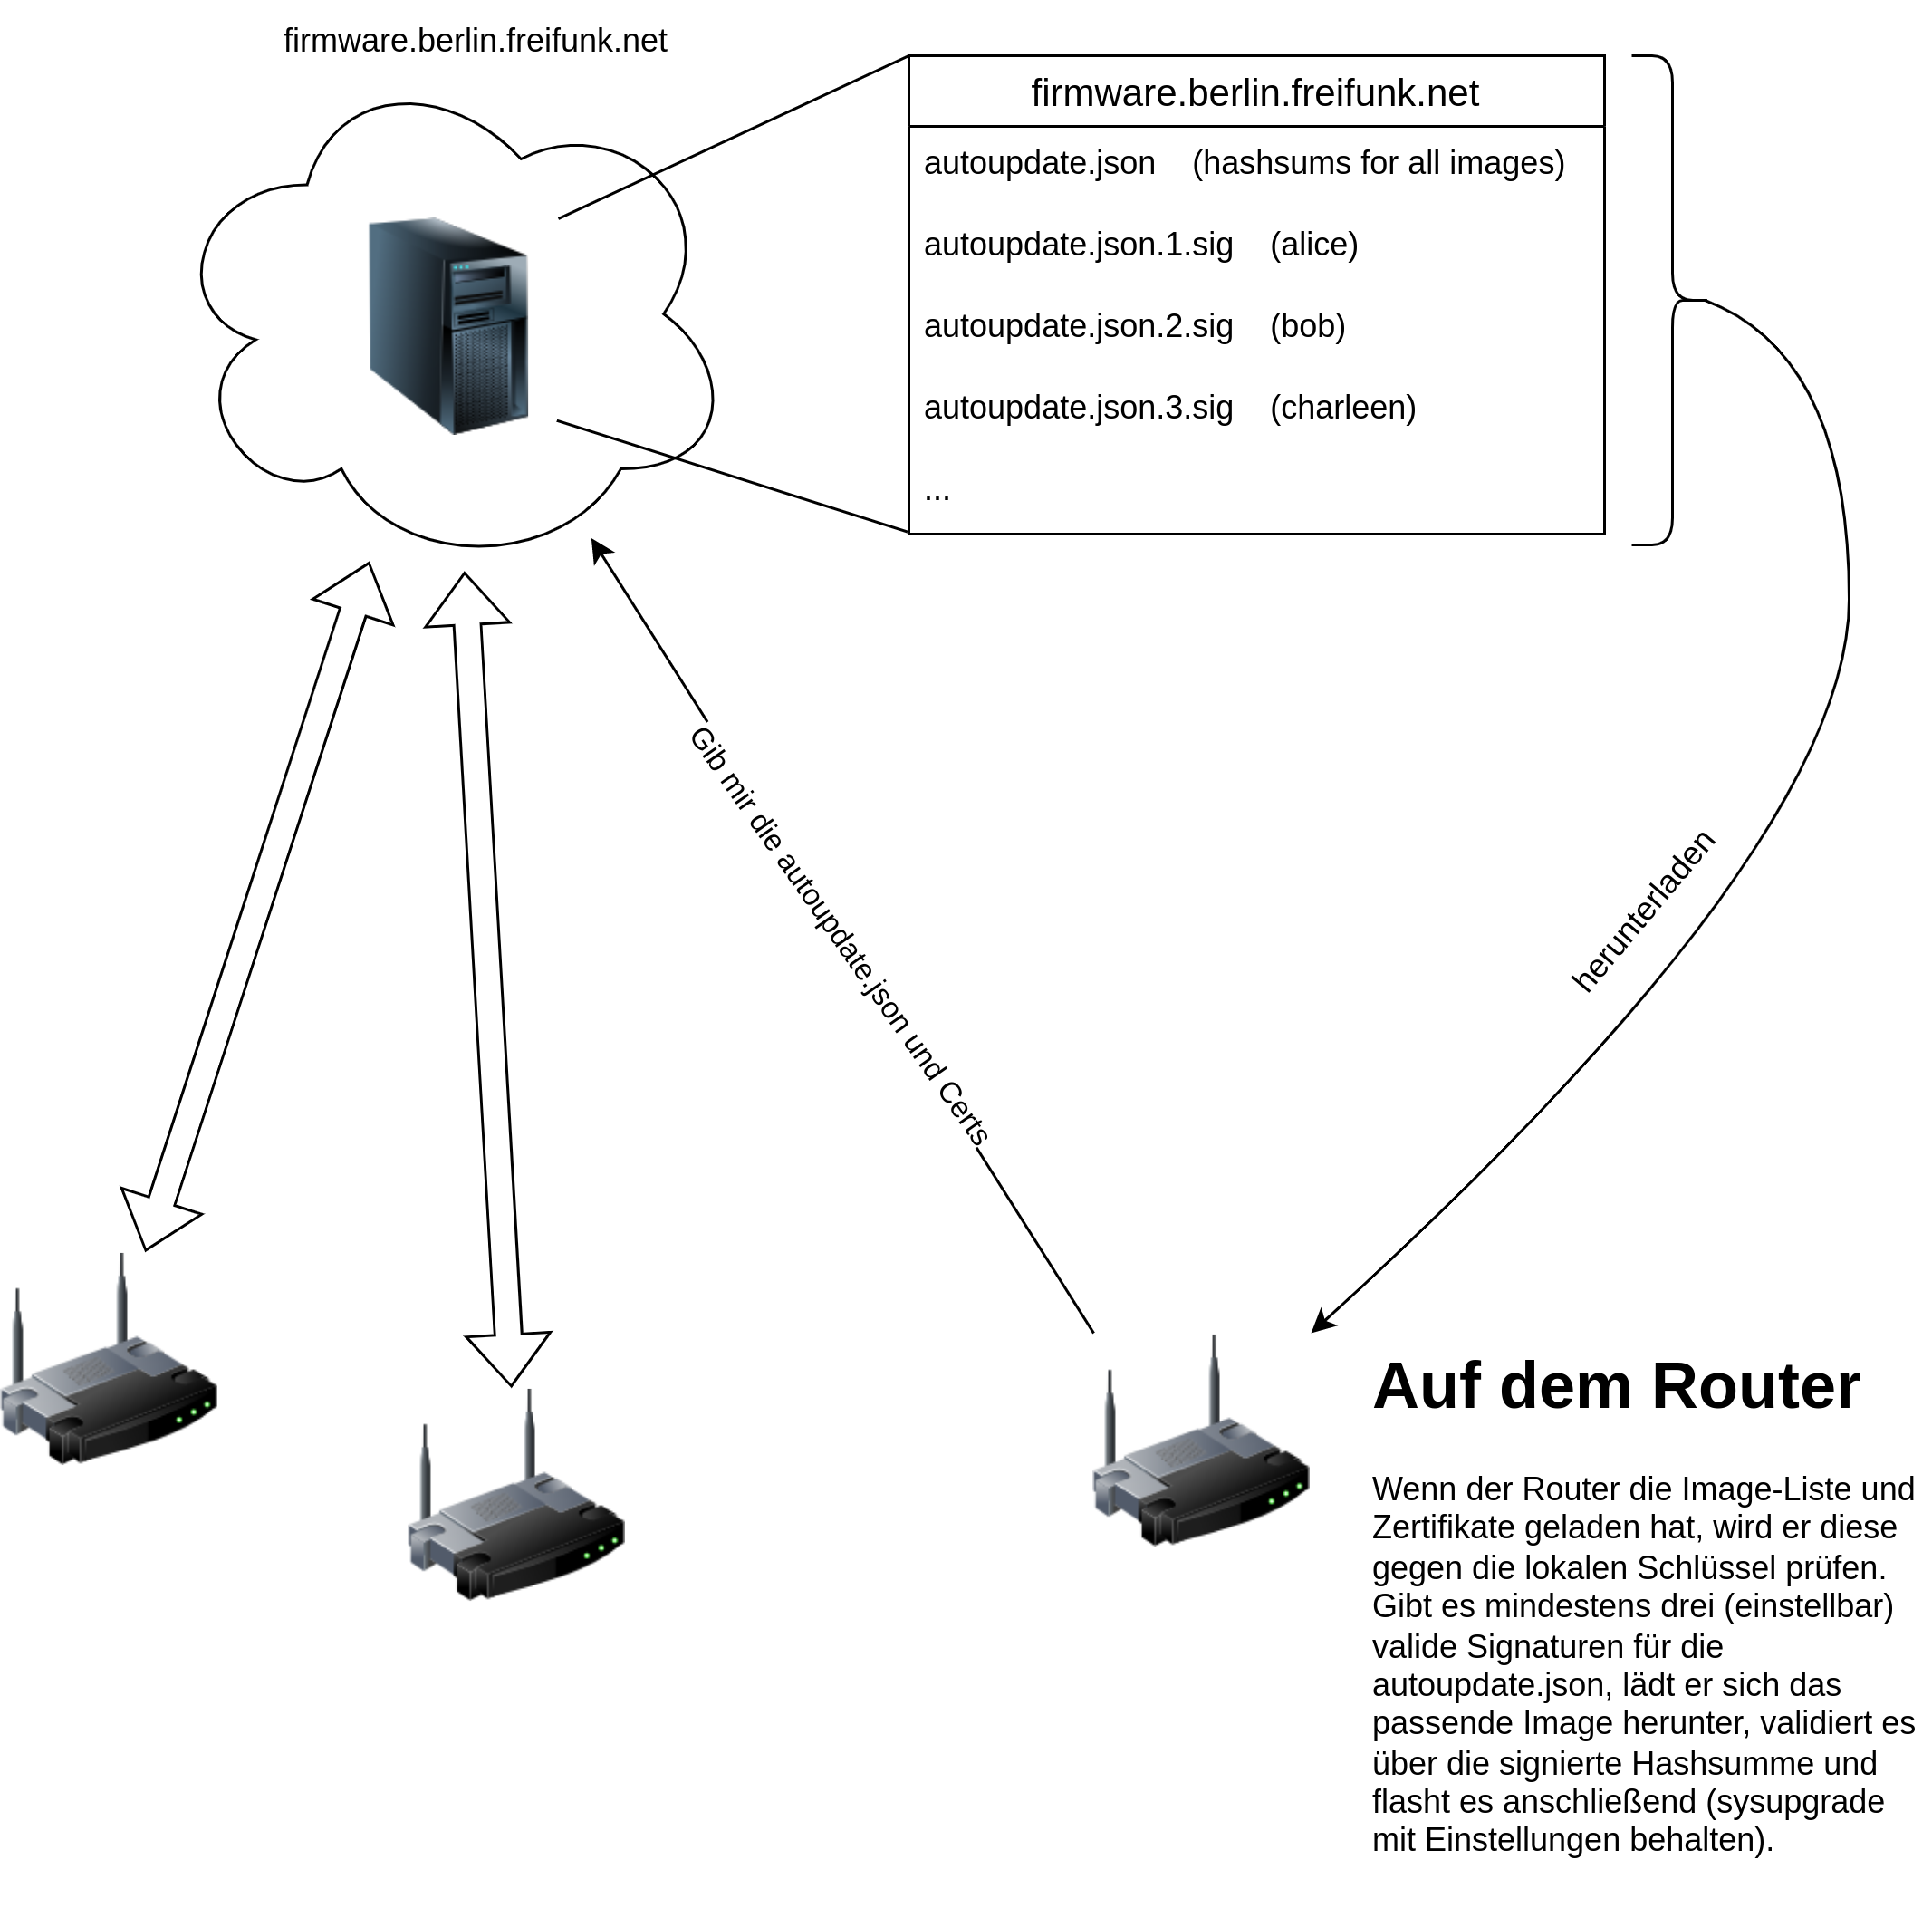 firmware.berlin.freifunk.net
firmware.berlin.freifunk.net
autoupdate.json    (hashsums for all images)
autoupdate.json.1.sig    (alice)
autoupdate.json.2.sig    (bob)
autoupdate.json.3.sig    (charleen)
...
Gib mir die autoupdate.json und Certs
herunterladen
Auf dem Router
Wenn der Router die Image-Liste und
Zertifikate geladen hat, wird er diese
gegen die lokalen Schlüssel prüfen.
Gibt es mindestens drei (einstellbar)
valide Signaturen für die
autoupdate.json, lädt er sich das
passende Image herunter, validiert es
über die signierte Hashsumme und
flasht es anschließend (sysupgrade
mit Einstellungen behalten).